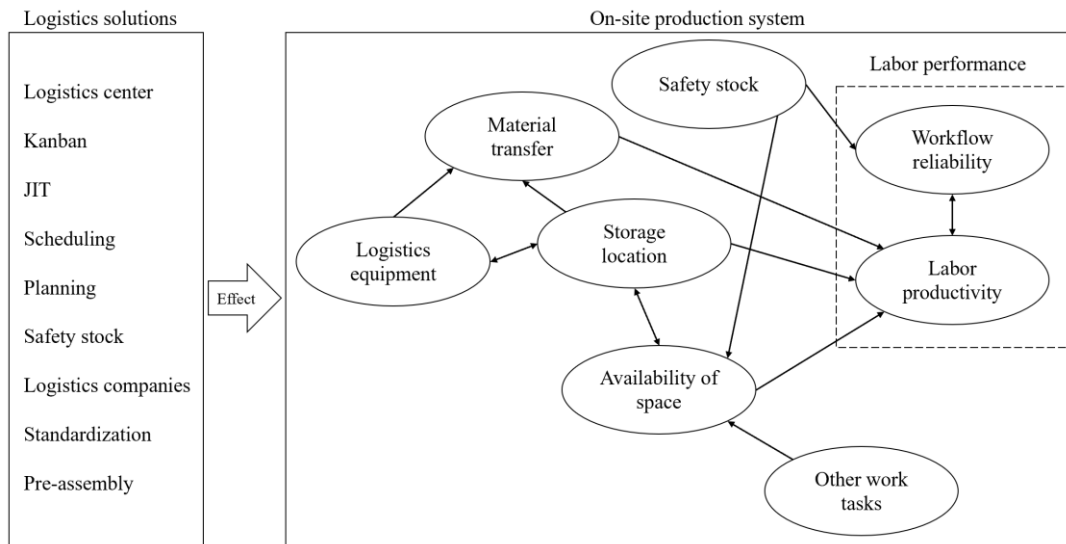 Logistics solutions
Logistics center
Kanban
JIT
Scheduling
Planning
Safety stock
Logistics companies
Standardization
Pre-assembly
Effect
On-site production system
Safety stock
Labor performance
Material
transfer
Workflow
reliability
Logistics
equipment
Storage
location
Labor
productivity
Availability of
space
Other work
tasks